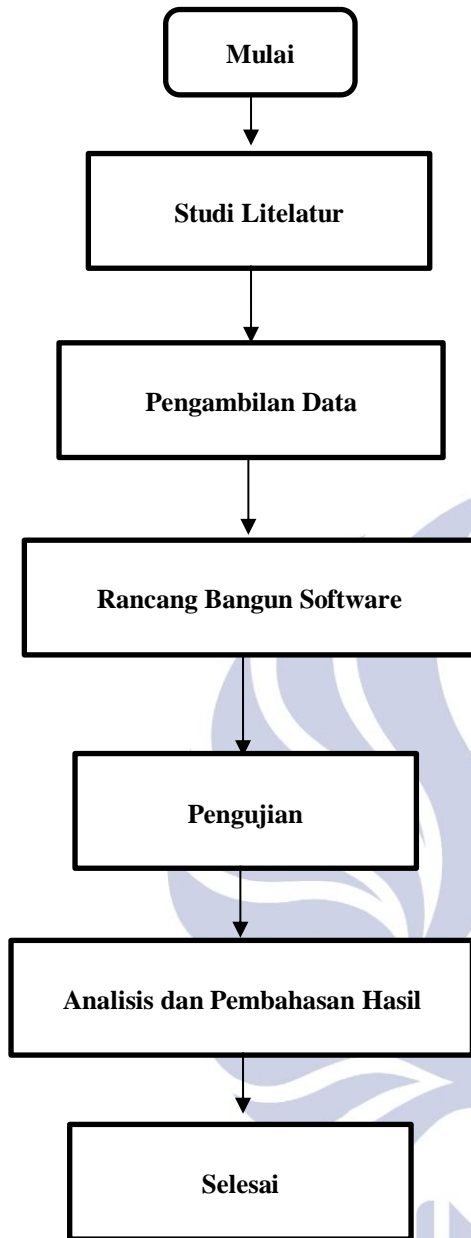 Mulai
Studi Litelatur
Pengambilan Data
Rancang Bangun Software
Pengujian
Analisis dan Pembahasan Hasil
Selesai